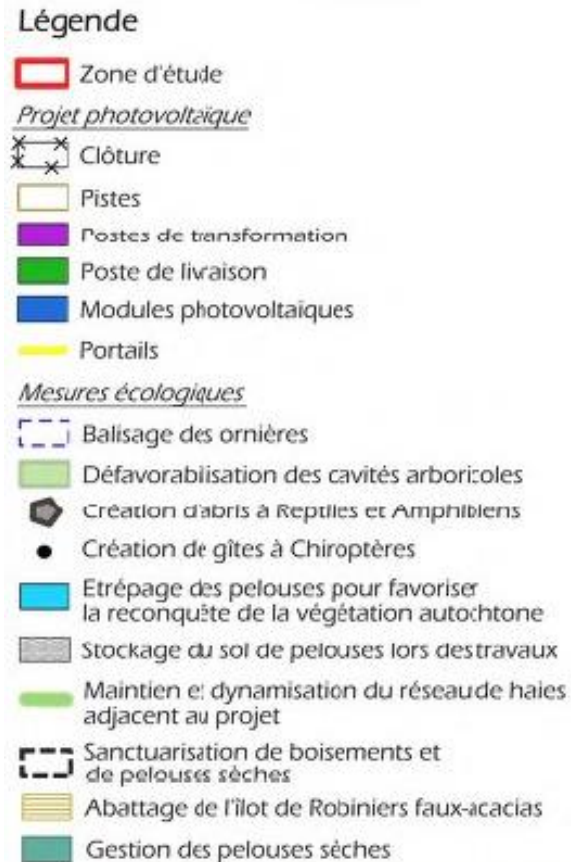 Légende
Zone d'étude
Projet photovoltaïque
Clôture
Pistes
Postes de transformation
Poste de livraison
Modules photovoltaïques
Portails
Mesures écologiques
Balisage des ornières
Défavorabilisation des cavités arboricoles
Création d'abris à Reptiles et Amphibiens
Création de gîtes à Chiroptères
Etrépage des pelouses pour favoriser
la reconquête de la végétation autochtone
Stockage du sol de pelouses lors des travaux
Maintien et dynamisation du réseau de haies
adjacent au projet
Sanctuarisation de boisements et
de pelouses sèches
Abattage de l'îlot de Robiniers faux-acacias
Gestion des pelouses sèches